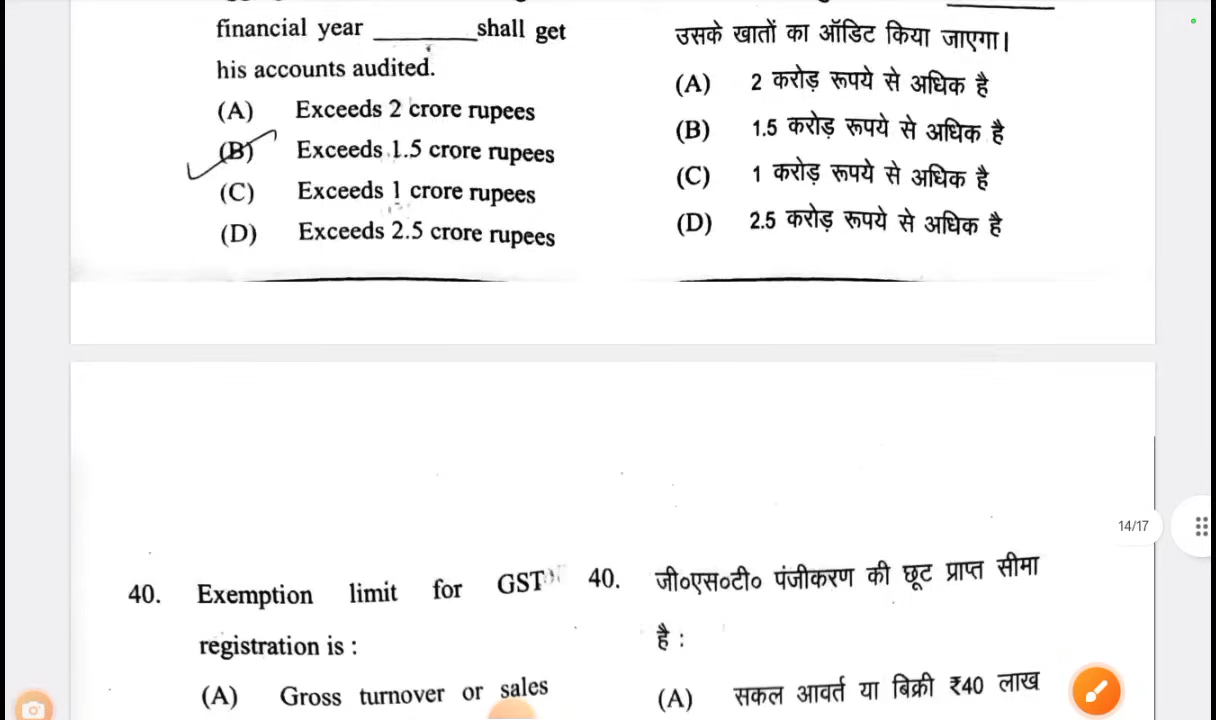 financial year ________ shall get
his accounts audited.
(A) Exceeds 2 crore rupees
(B) Exceeds 1.5 crore rupees
(C) Exceeds 1 crore rupees
(D) Exceeds 2.5 crore rupees
उसके खातों का ऑडिट किया जाएगा।
(A) 2 करोड़ रूपये से अधिक है
(B) 1.5 करोड़ रूपये से अधिक है
(C) 1 करोड़ रूपये से अधिक है
(D) 2.5 करोड़ रूपये से अधिक है
14/17
40. Exemption limit for GST
registration is :
(A) Gross turnover or sales
40. जी०एस०टी० पंजीकरण की छूट प्राप्त सीमा
है :
(A) सकल आवर्त या बिक्री ₹40 लाख